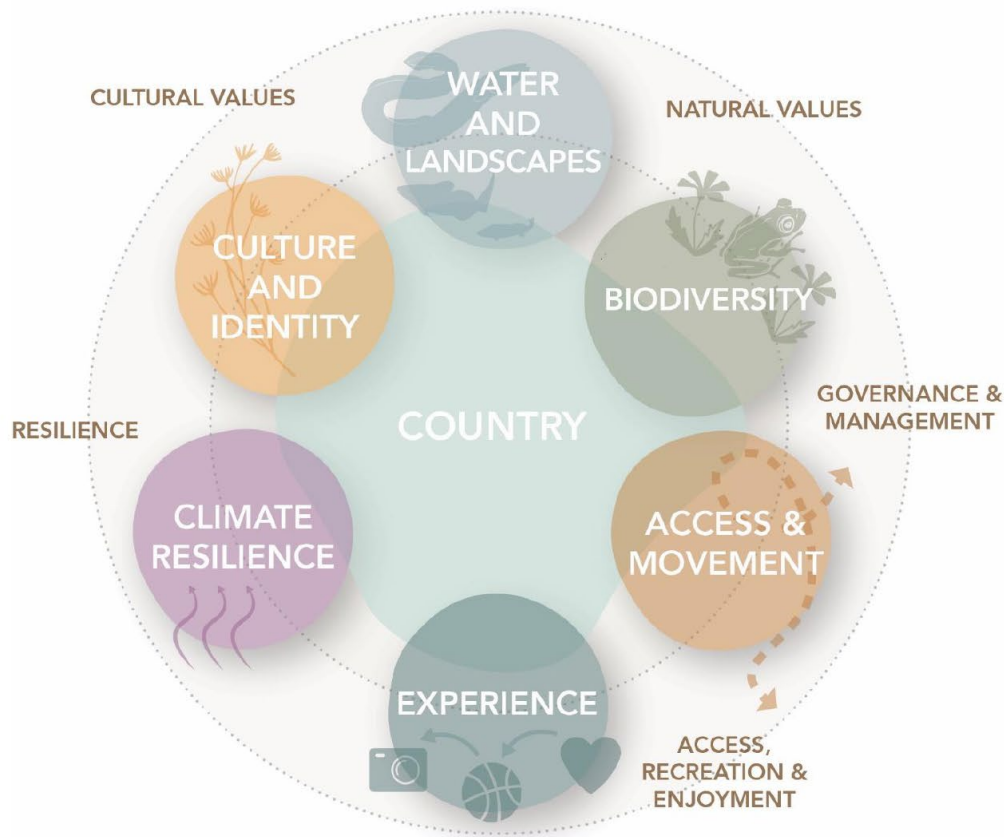 CULTURAL VALUES
WATER
AND
LANDSCAPES
NATURAL VALUES
CULTURE
AND
IDENTITY
BIODIVERSITY
RESILIENCE
COUNTRY
GOVERNANCE &
MANAGEMENT
CLIMATE
RESILIENCE
ACCESS &
MOVEMENT
EXPERIENCE
ACCESS,
RECREATION &
ENJOYMENT